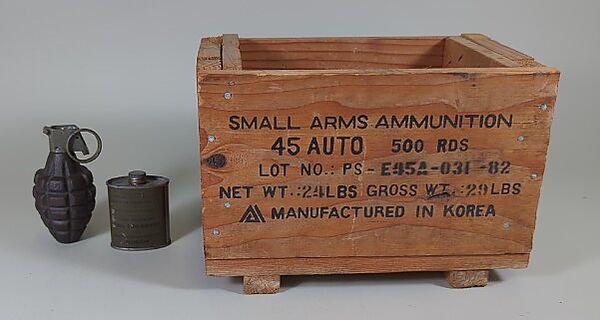 SMALL ARMS AMMUNITION
45 AUTO 500 RDS
LOT NO.: PS-E45A-031-82
NET WT.:24LBS GROSS WT.:29LBS
MANUFACTURED IN KOREA